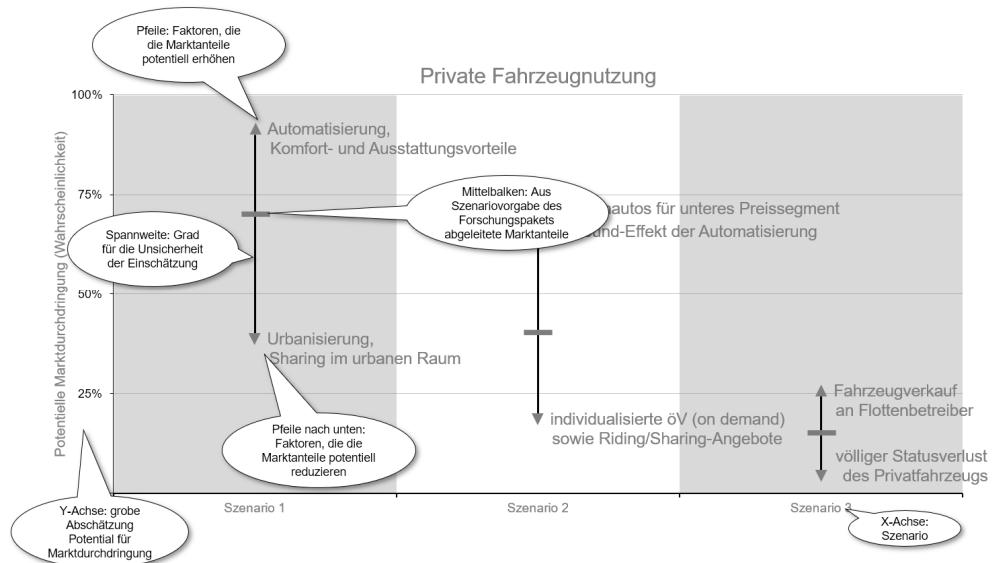 Pfeile: Faktoren, die
die Marktanteile
potentiell erhöhen
Private Fahrzeugnutzung
100%
75%
50%
25%
Potentielle Marktdurchdringung (Wahrscheinlichkeit)
Automatisierung,
Komfort- und Ausstattungsvorteile
Mittelbalken: Aus
Szenariovorgabe des
Forschungspakets
abgeleitete Marktanteile
für unteres Preissegment
der Automatisierung
Spannweite: Grad
für die Unsicherheit
der Einschätzung
Urbanisierung,
Sharing im urbanen Raum
Pfeile nach unten:
Faktoren, die die
Marktanteile potentiell
reduzieren
individualisierte öV (on demand)
sowie Riding/Sharing-Angebote
Fahrzeugverkauf
an Flottenbetreiber
völliger Statusverlust
des Privatfahrzeugs
Szenario 1
Szenario 2
Szenario 3
Y-Achse: grobe
Abschätzung
Potential für
Marktdurchdringung
X-Achse:
Szenario